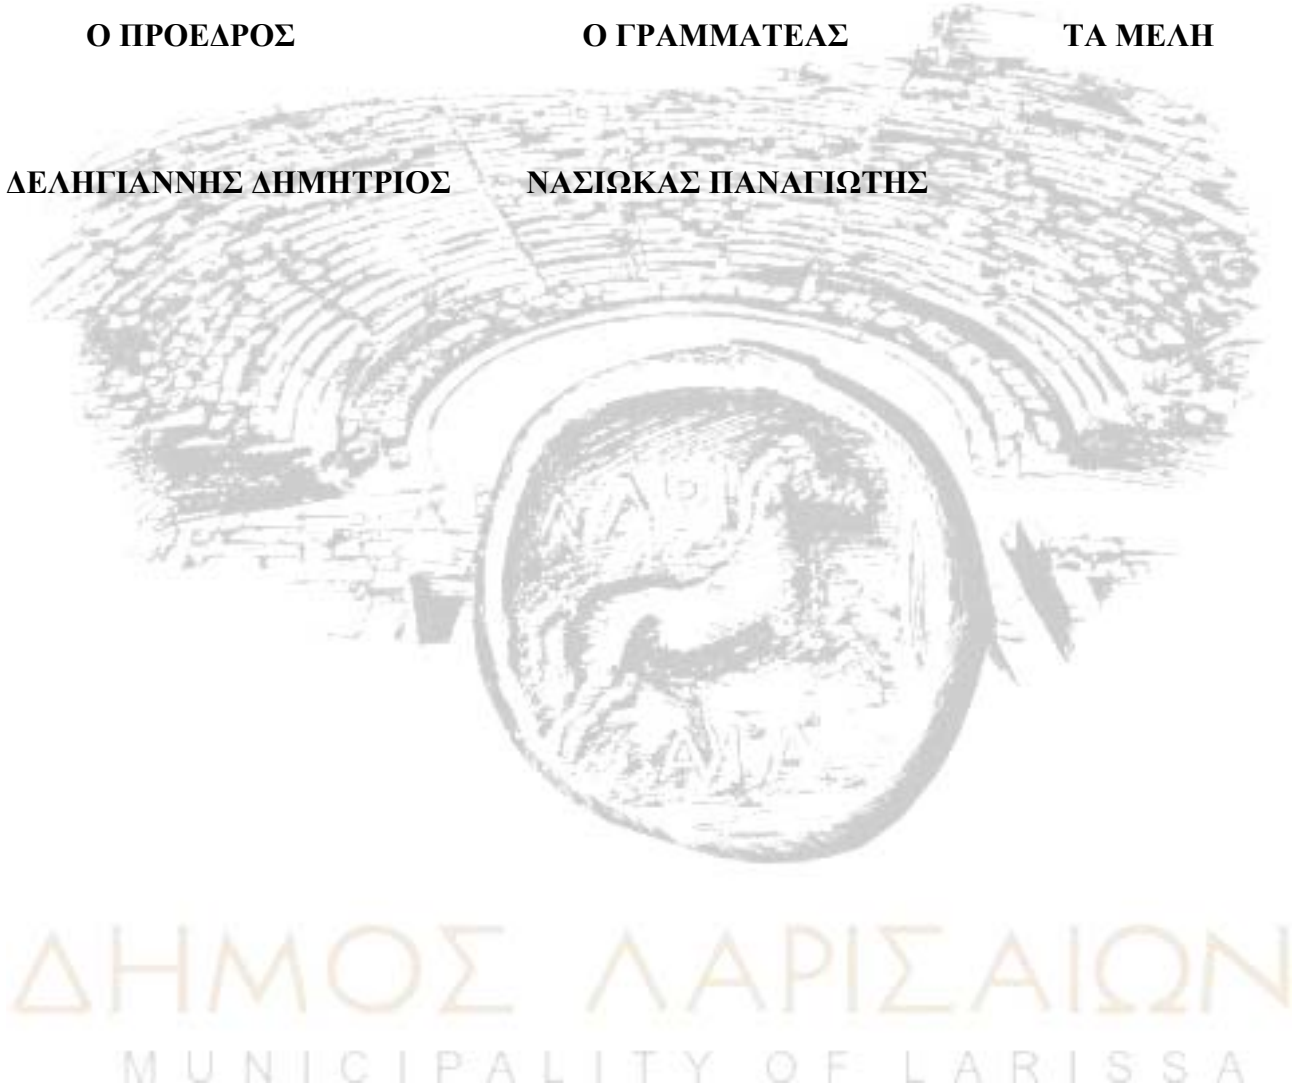 Ο ΠΡΟΕΔΡΟΣ Ο ΓΡΑΜΜΑΤΕΑΣ ΤΑ ΜΕΛΗ
ΔΕΛΗΓΙΑΝΝΗΣ ΔΗΜΗΤΡΙΟΣ ΝΑΣΙΩΚΑΣ ΠΑΝΑΓΙΩΤΗΣ
ΔΗΜΟΣ ΛΑΡΙΣΑΙΩΝ
MUNICIPALITY OF LARISSA